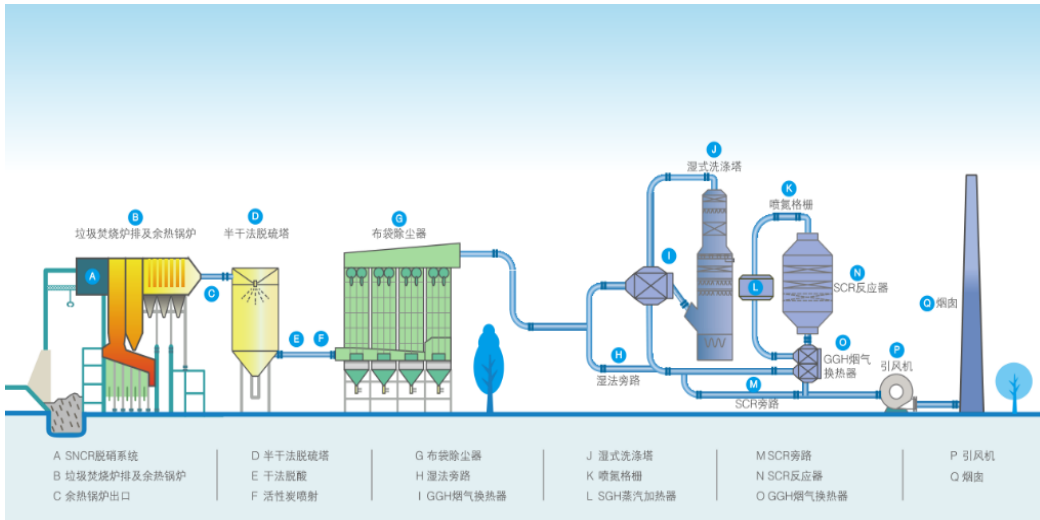 J
湿式洗涤塔
K
喷氮格栅
B
垃圾焚烧炉排及余热锅炉
D
半干法脱硫塔
G
布袋除尘器
A
C
I
L
N
SCR反应器
Q 烟囱
E F
H
湿法旁路
O
GGH烟气
换热器
P
引风机
M
SCR旁路
A SNCR脱硝系统
B 垃圾焚烧炉排及余热锅炉
C 余热锅炉出口
D 半干法脱硫塔
E 干法脱酸
F 活性炭喷射
G 布袋除尘器
H 湿法旁路
I GGH烟气换热器
J 湿式洗涤塔
K 喷氮格栅
L SGH蒸汽加热器
M SCR旁路
N SCR反应器
O GGH烟气换热器
P 引风机
Q 烟囱